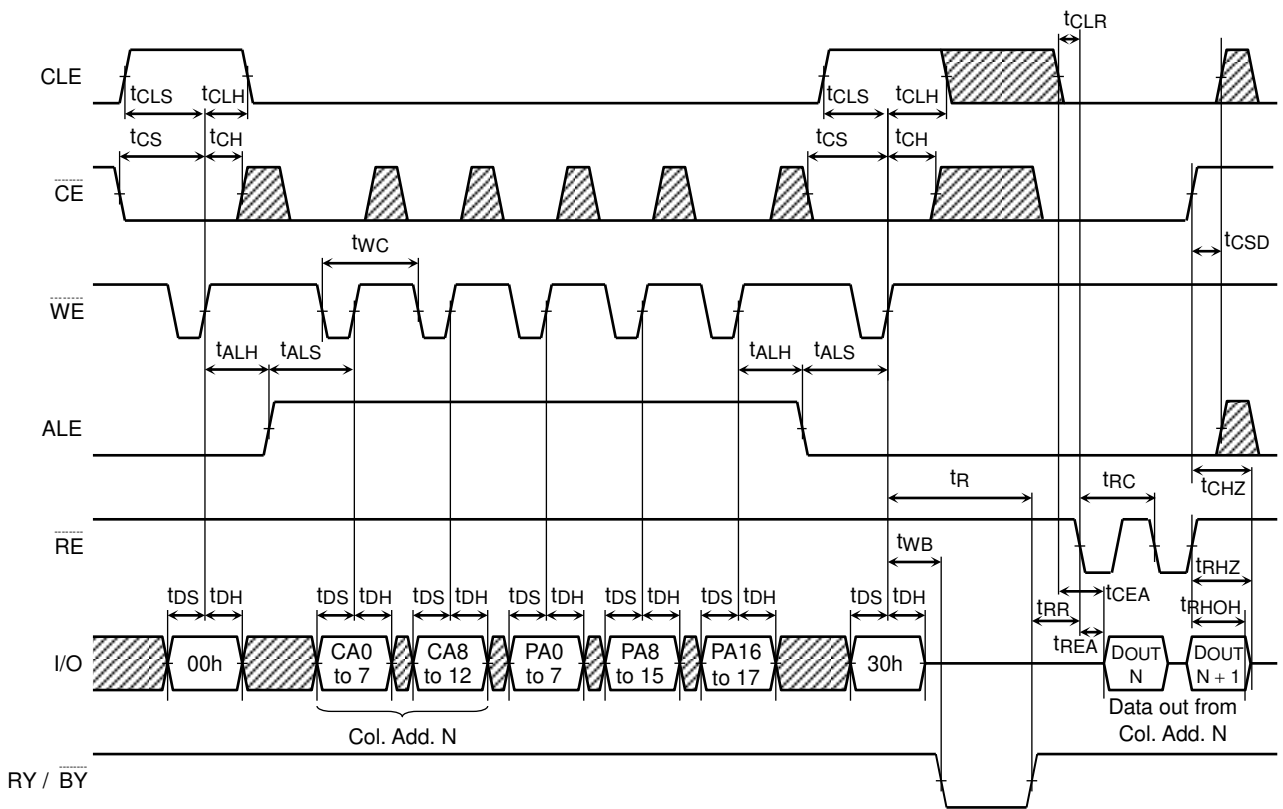 tCLR
CLE
tCLS tCLH tCLS tCLH
tCS tCH tCS tCH
CE
tWC tCSD
WE
tALH tALS tALH tALS
ALE
tR tRC tCHZ
RE
tWB tRHZ
tDS tDH tDS tDH tDS tDH tDS tDH tDS tDH tDS tDH tDS tDH tCEA
tRR tRHOH
tREA
I/O 00h CA0 to 7 CA8 to 12 PA0 to 7 PA8 to 15 PA16 to 17 30h DOUT N DOUT N + 1
Data out from
Col. Add. N Col. Add. N
RY / BY